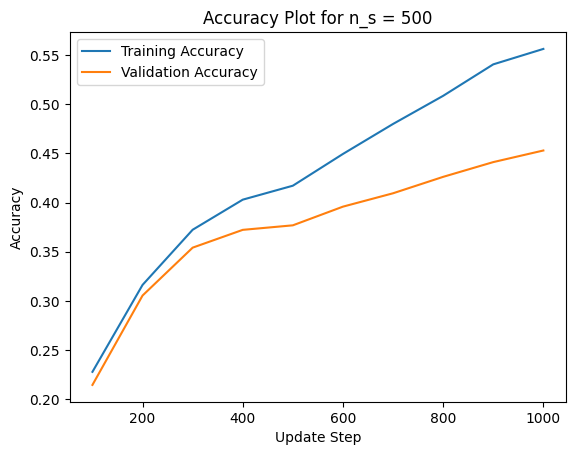 Accuracy Plot for n_s = 500
Training Accuracy
Validation Accuracy
0.55
0.50
0.45
0.40
0.35
0.30
0.25
0.20
Accuracy
200 400 600 800 1000
Update Step